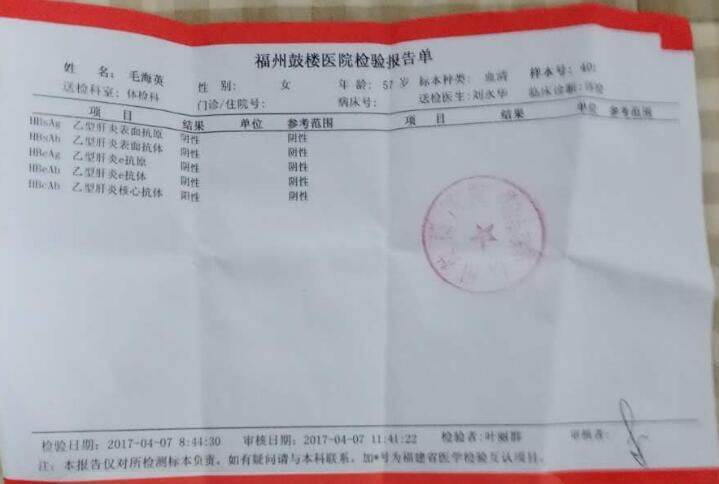 福州鼓楼医院检验报告单
姓 名: 毛海英 性 别: 女 年 龄: 57 岁 标本种类: 血清 样本号: 40
送检科室: 体检科 门诊/住院号: 病床号: 送检医生: 刘永华 临床诊断:
项 目 结果 单位 参考范围 项 目 结果 单位 参考范围
HBsAg 乙型肝炎表面抗原 阴性 阴性
HBsAb 乙型肝炎表面抗体 阴性 阴性
HBeAg 乙型肝炎e抗原 阴性 阴性
HBeAb 乙型肝炎e抗体 阴性 阴性
HBcAb 乙型肝炎核心抗体 阴性 阴性
检验日期: 2017-04-07 8:44:30 审核日期: 2017-04-07 11:41:22 检验者: 叶丽群 审核者:
注: 本报告仅对所检测标本负责, 如有疑问请与本科联系, 加*号为福建省医学检验互认项目.